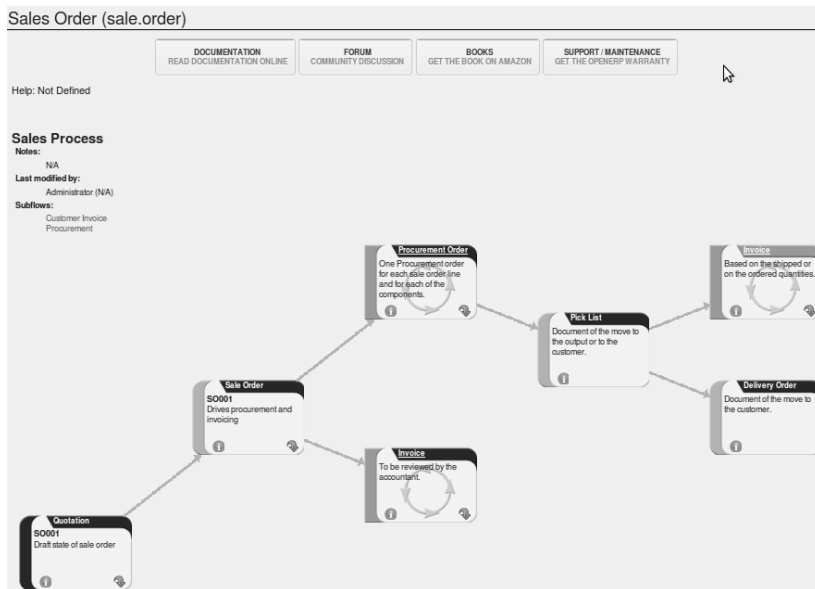 Sales Order (sale.order)
DOCUMENTATION
READ DOCUMENTATION ONLINE
FORUM
COMMUNITY DISCUSSION
BOOKS
GET THE BOOK ON AMAZON
SUPPORT / MAINTENANCE
GET THE OPENERP WARRANTY
Help: Not Defined
Sales Process
Notes:
N/A
Last modified by:
Administrator (N/A)
Subflows:
Customer Invoice
Procurement
Procurement Order
One Procurement order
for each sale order line
and for each of the
components.
Invoice
Based on the shipped or
on the ordered quantities.
Pick List
Document of the move to
the output or to the
customer.
Sale Order
SO001
Drives procurement and
invoicing
Delivery Order
Document of the move to
the customer.
Invoice
To be reviewed by the
accountant.
Quotation
SO001
Draft state of sale order